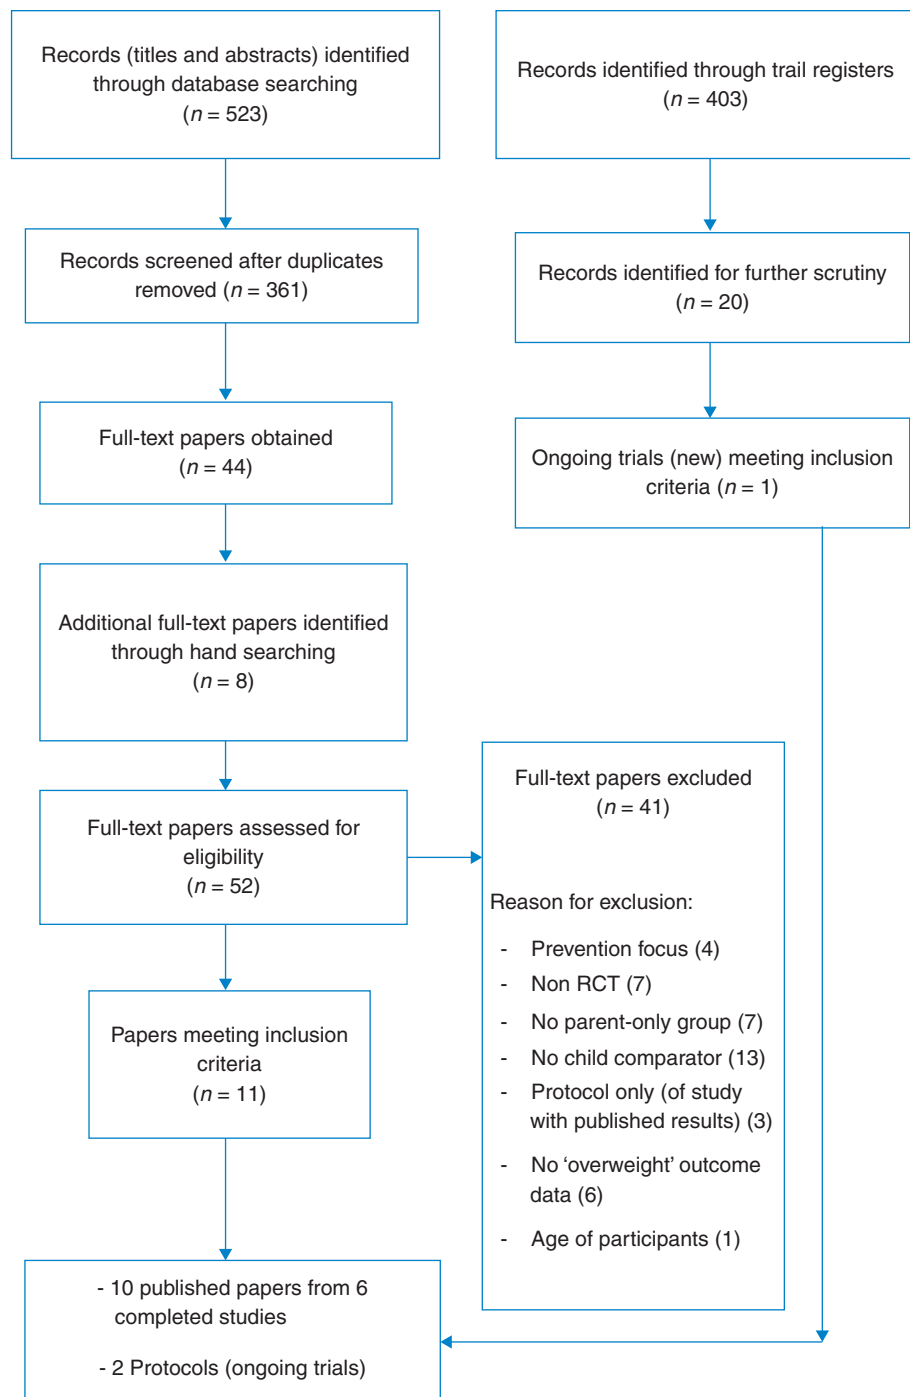 Records (titles and abstracts) identified
through database searching
(n = 523)
Records identified through trail registers
(n = 403)
Records screened after duplicates
removed (n = 361)
Records identified for further scrutiny
(n = 20)
Full-text papers obtained
(n = 44)
Ongoing trials (new) meeting inclusion
criteria (n = 1)
Additional full-text papers identified
through hand searching
(n = 8)
Full-text papers assessed for
eligibility
(n = 52)
Full-text papers excluded
(n = 41)
Reason for exclusion:
- Prevention focus (4)
- Non RCT (7)
- No parent-only group (7)
- No child comparator (13)
- Protocol only (of study
with published results) (3)
- No ‘overweight’ outcome
data (6)
- Age of participants (1)
Papers meeting inclusion
criteria
(n = 11)
- 10 published papers from 6
completed studies
- 2 Protocols (ongoing trials)